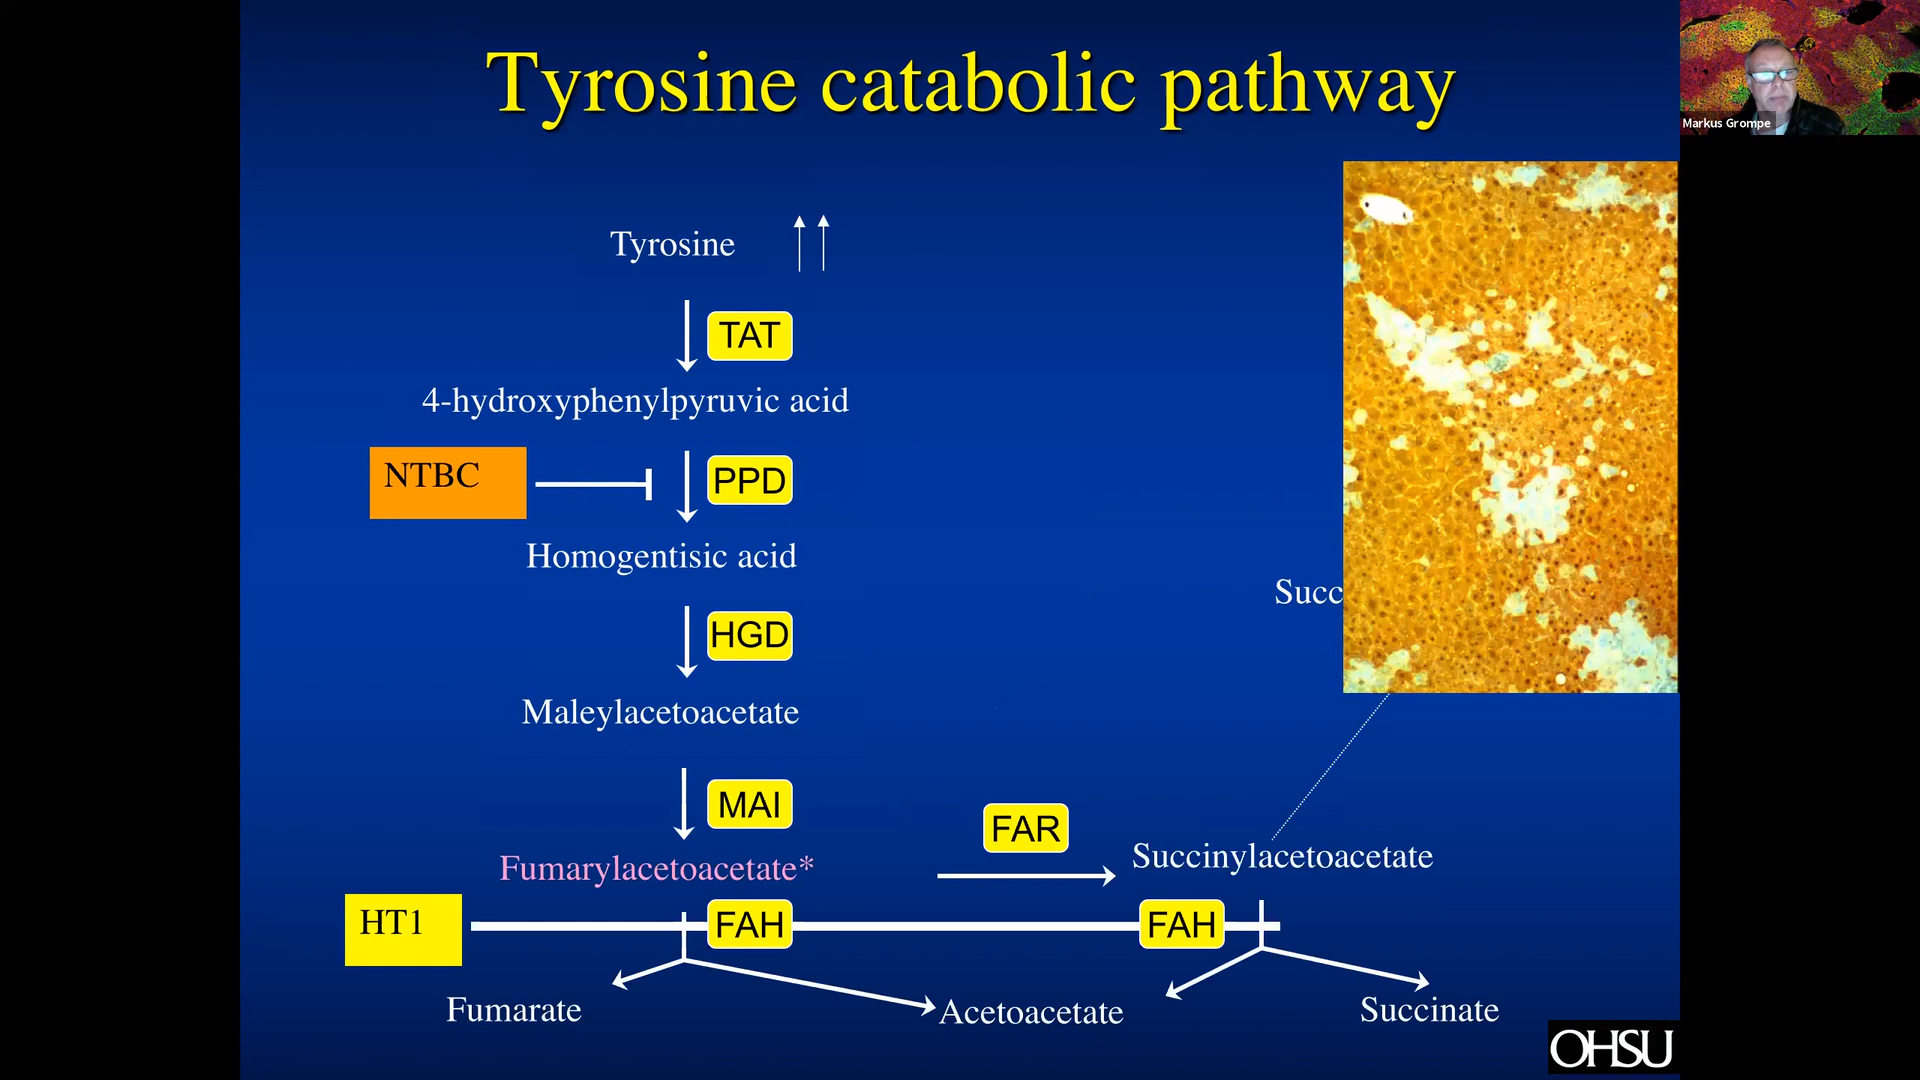 Tyrosine catabolic pathway
Markus Grompe
Tyrosine
TAT
4-hydroxyphenylpyruvic acid
NTBC
PPD
Homogentisic acid
Succ
HGD
Maleylacetoacetate
MAI
FAR
Succinylacetoacetate
Fumarylacetoacetate*
HT1
FAH
FAH
Fumarate
Acetoacetate
Succinate
OHSU